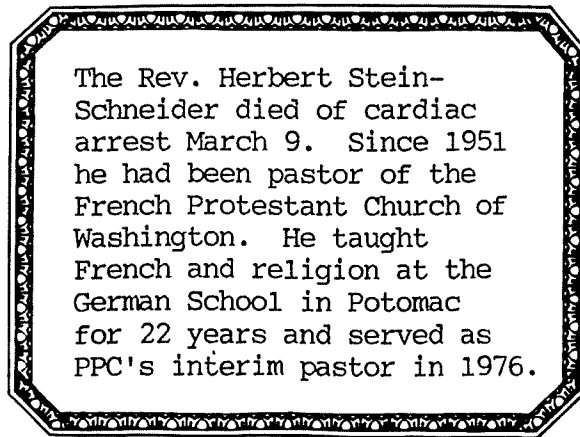 The Rev. Herbert Stein-
Schneider died of cardiac
arrest March 9.  Since 1951
he had been pastor of the
French Protestant Church of
Washington.  He taught
French and religion at the
German School in Potomac
for 22 years and served as
PPC's interim pastor in 1976.